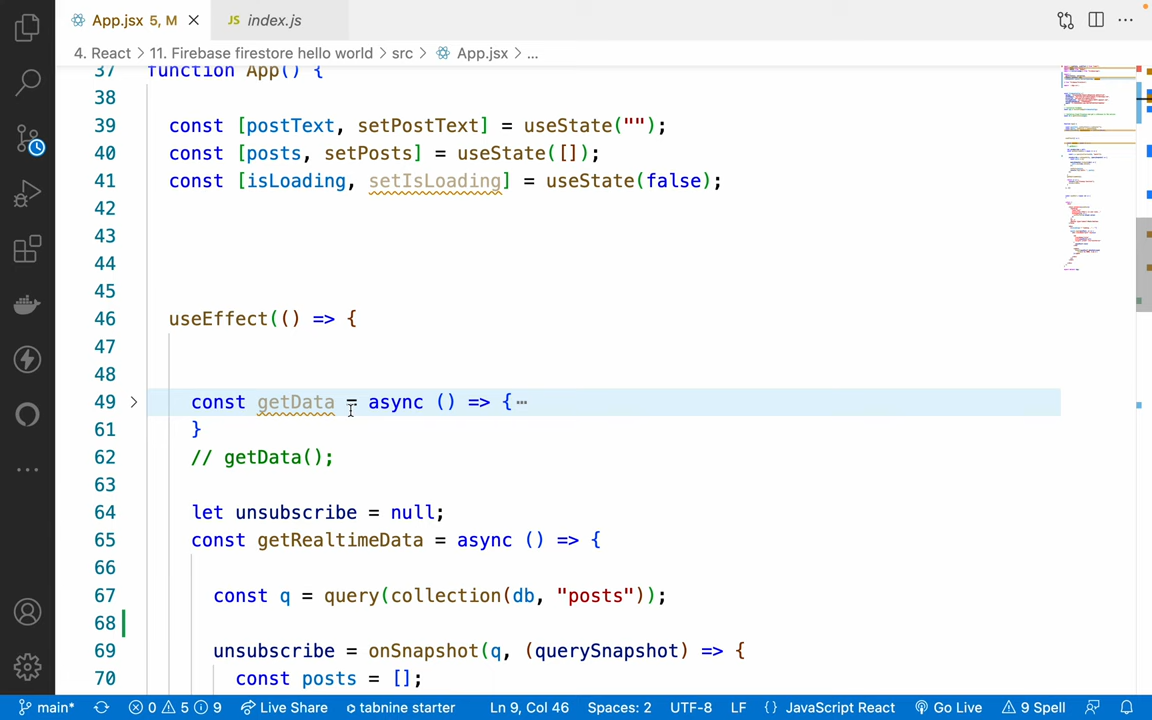 App.jsx 5, M
JS index.js
4. React > 11. Firebase firestore hello world > src > App.jsx > ...
37 function App() {
38
39 const [postText, setPostText] = useState("");
40 const [posts, setPosts] = useState([]);
41 const [isLoading, setIsLoading] = useState(false);
42
43
44
45
46 useEffect(() => {
47
48
49 const getData = async () => { ...
61 }
62 // getData();
63
64 let unsubscribe = null;
65 const getRealtimeData = async () => {
66
67 const q = query(collection(db, "posts"));
68
69 unsubscribe = onSnapshot(q, (querySnapshot) => {
70 const posts = [];
main* 0 5 9 Live Share tabnine starter Ln 9, Col 46 Spaces: 2 UTF-8 LF {} JavaScript React Go Live 9 Spell